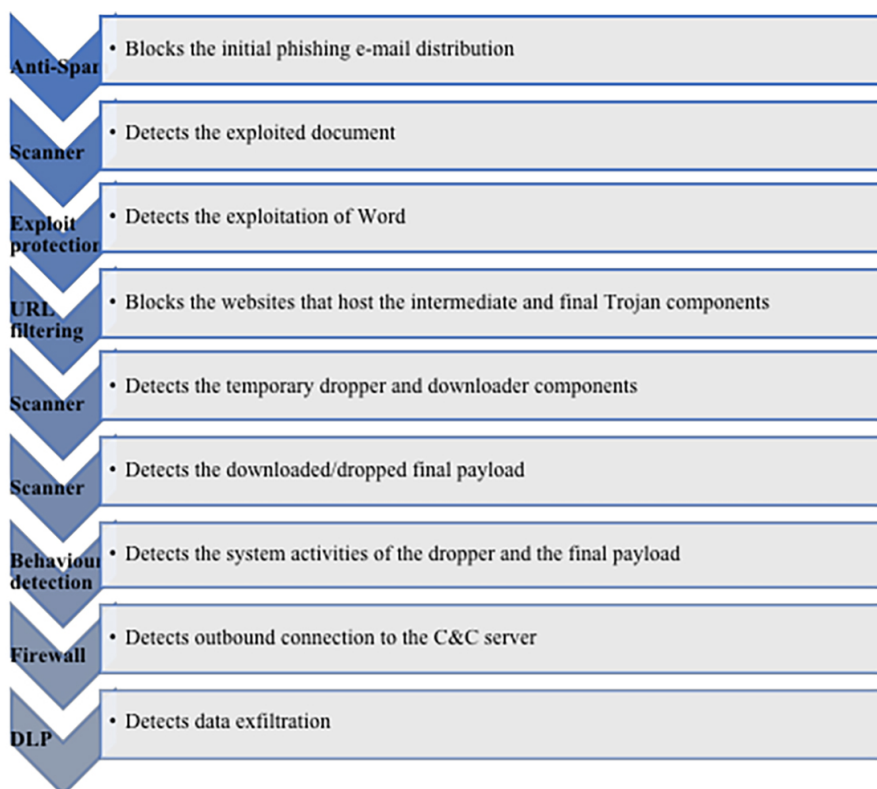 Anti-Spam
• Blocks the initial phishing e-mail distribution
Scanner
• Detects the exploited document
Exploit
protection
• Detects the exploitation of Word
URL
filtering
• Blocks the websites that host the intermediate and final Trojan components
Scanner
• Detects the temporary dropper and downloader components
Scanner
• Detects the downloaded/dropped final payload
Behaviour
detection
• Detects the system activities of the dropper and the final payload
Firewall
• Detects outbound connection to the C&C server
DLP
• Detects data exfiltration